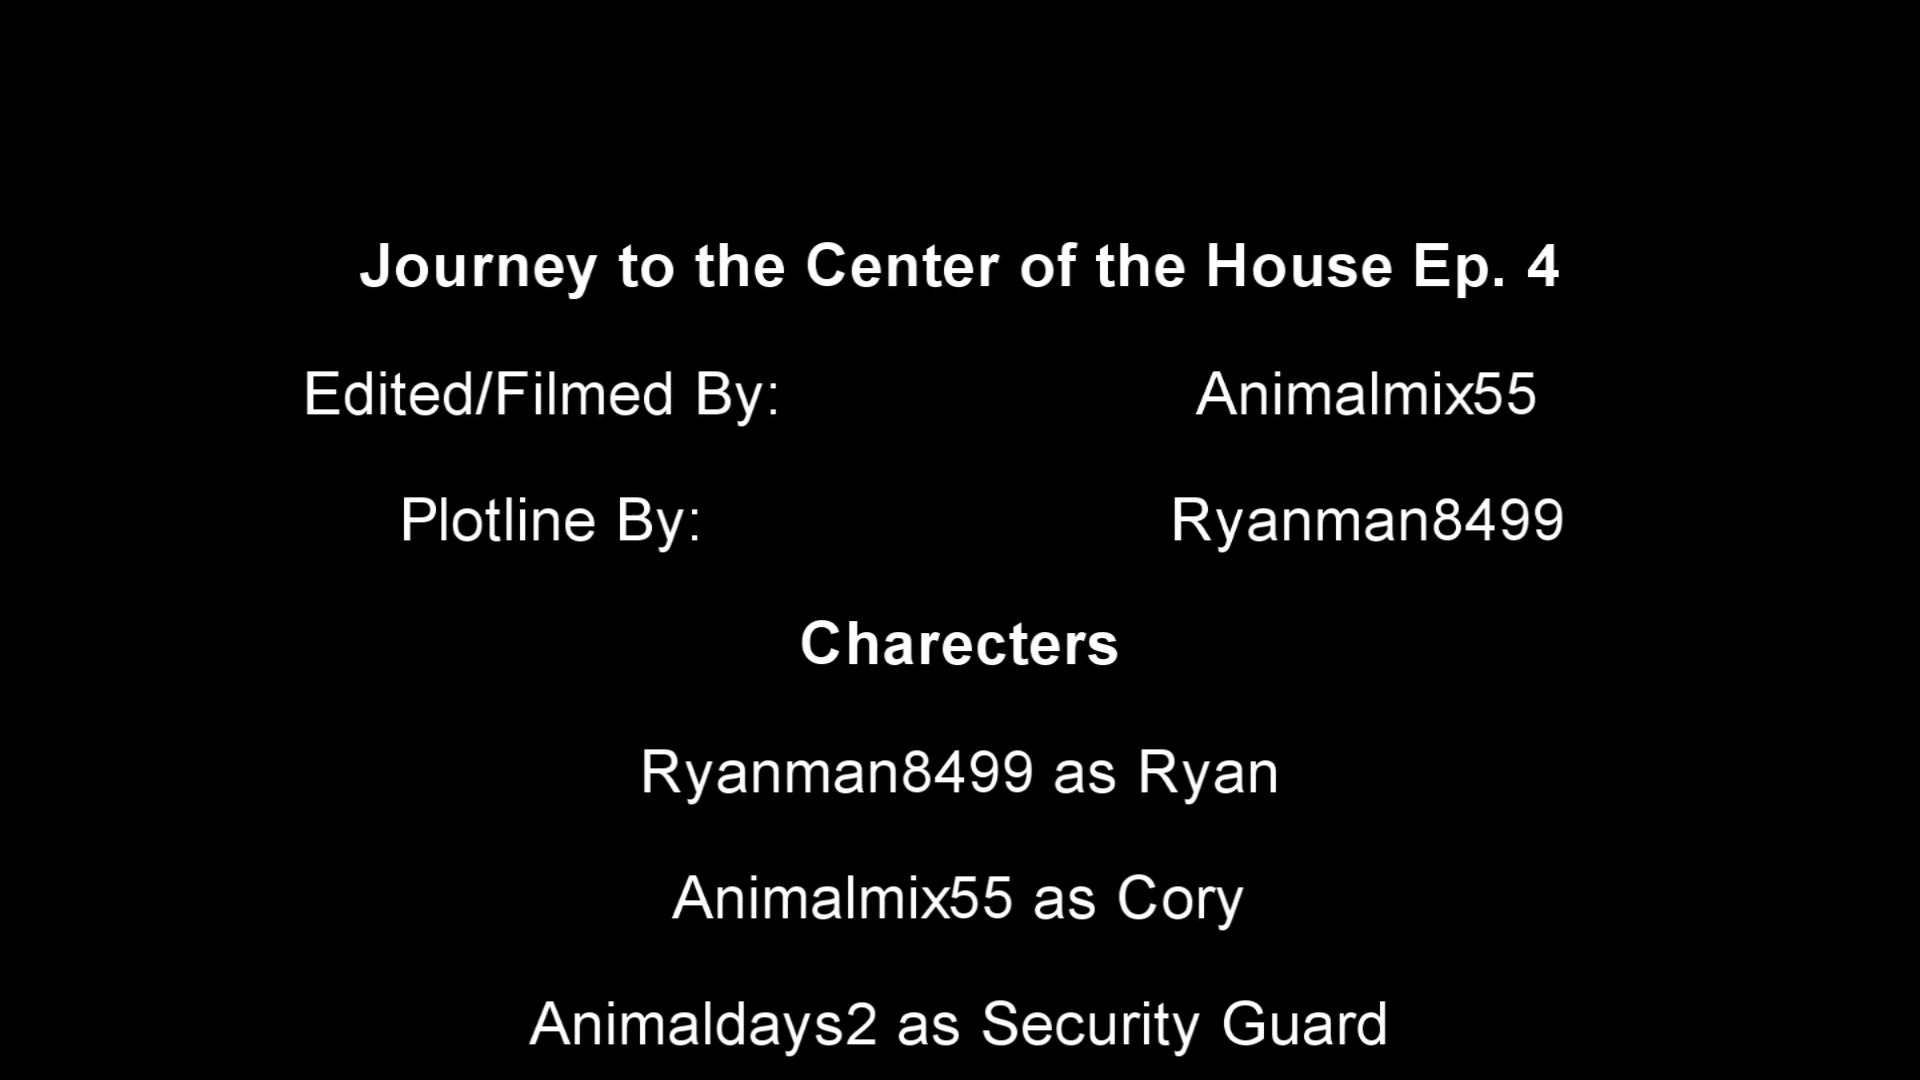 Journey to the Center of the House Ep. 4
Edited/Filmed By: Animalmix55
Plotline By: Ryanman8499
Charecters
Ryanman8499 as Ryan
Animalmix55 as Cory
Animaldays2 as Security Guard